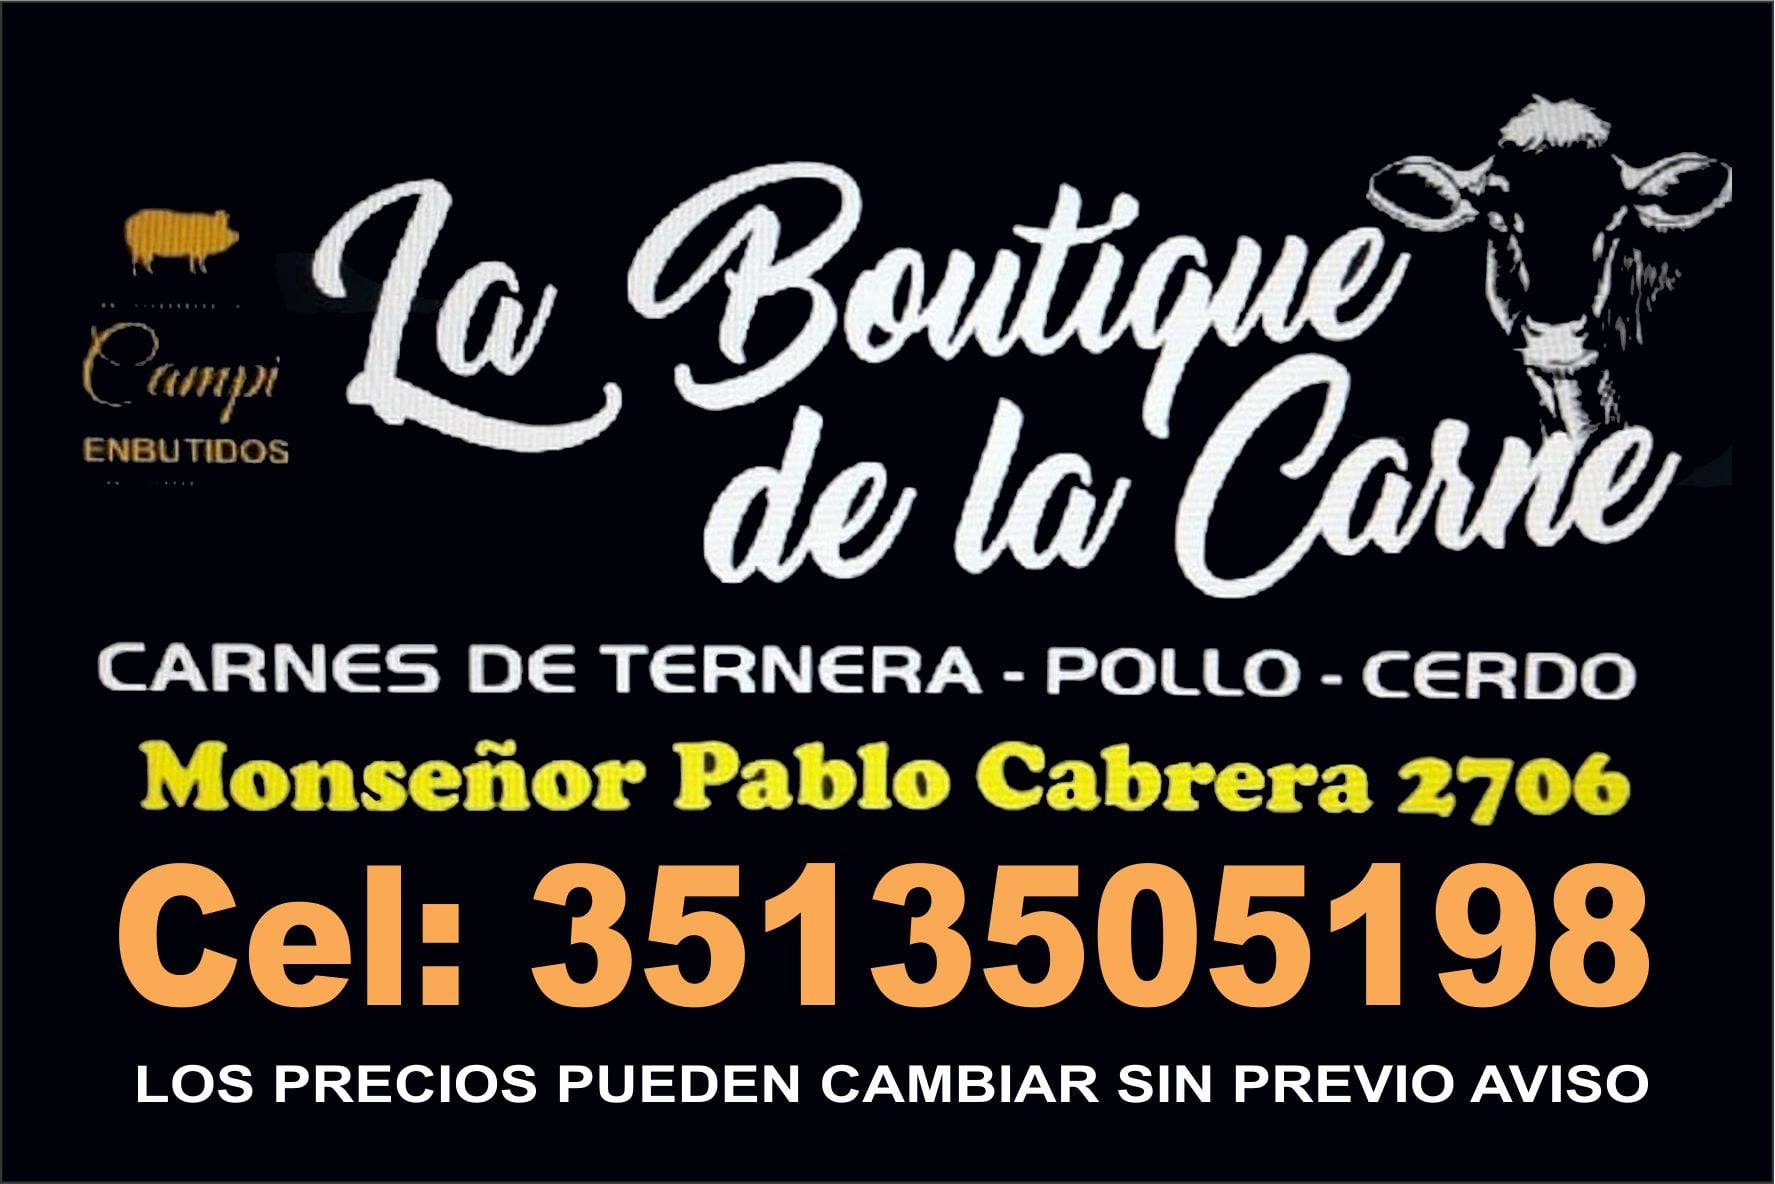 La Boutique
de la Carne
Campi
ENBUTIDOS
CARNES DE TERNERA - POLLO - CERDO
Monseñor Pablo Cabrera 2706
Cel: 3513505198
LOS PRECIOS PUEDEN CAMBIAR SIN PREVIO AVISO